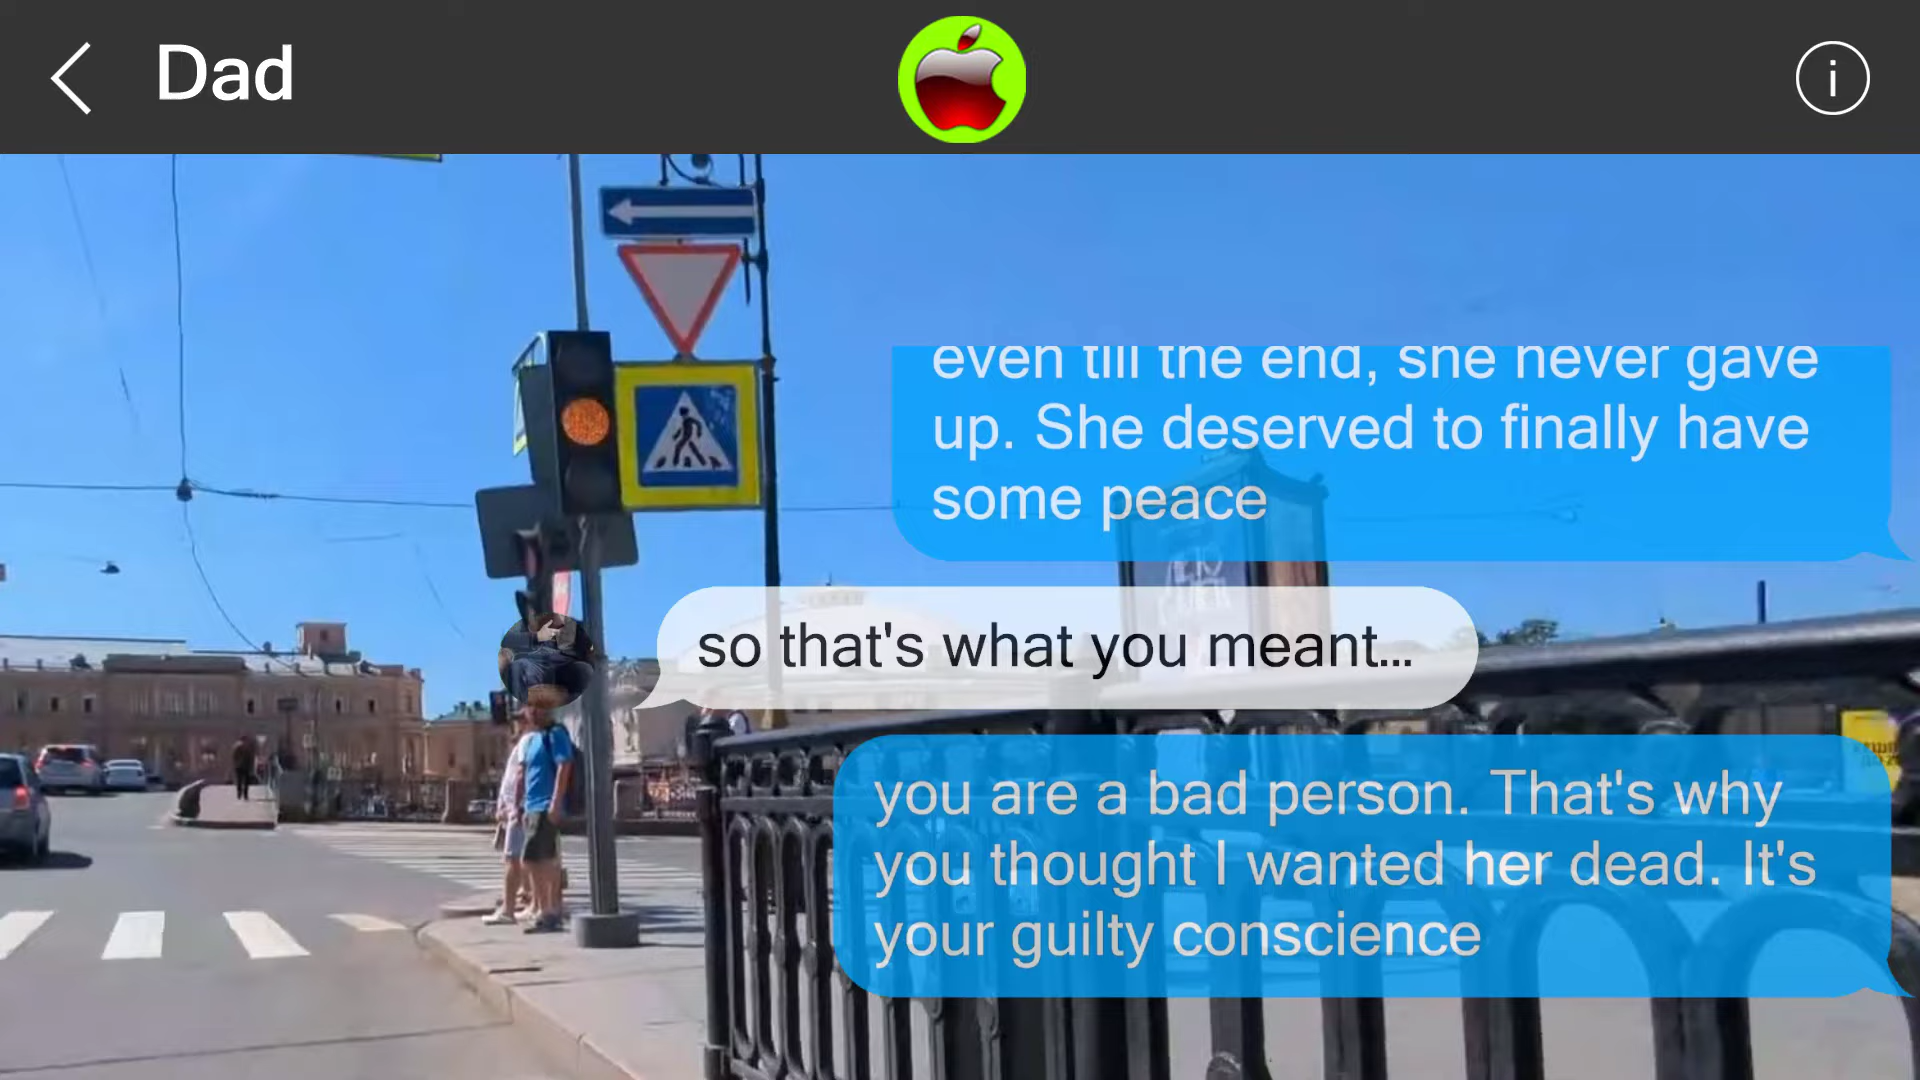 Dad
even till the end, she never gave
up. She deserved to finally have
some peace
so that's what you meant...
you are a bad person. That's why
you thought I wanted her dead. It's
your guilty conscience